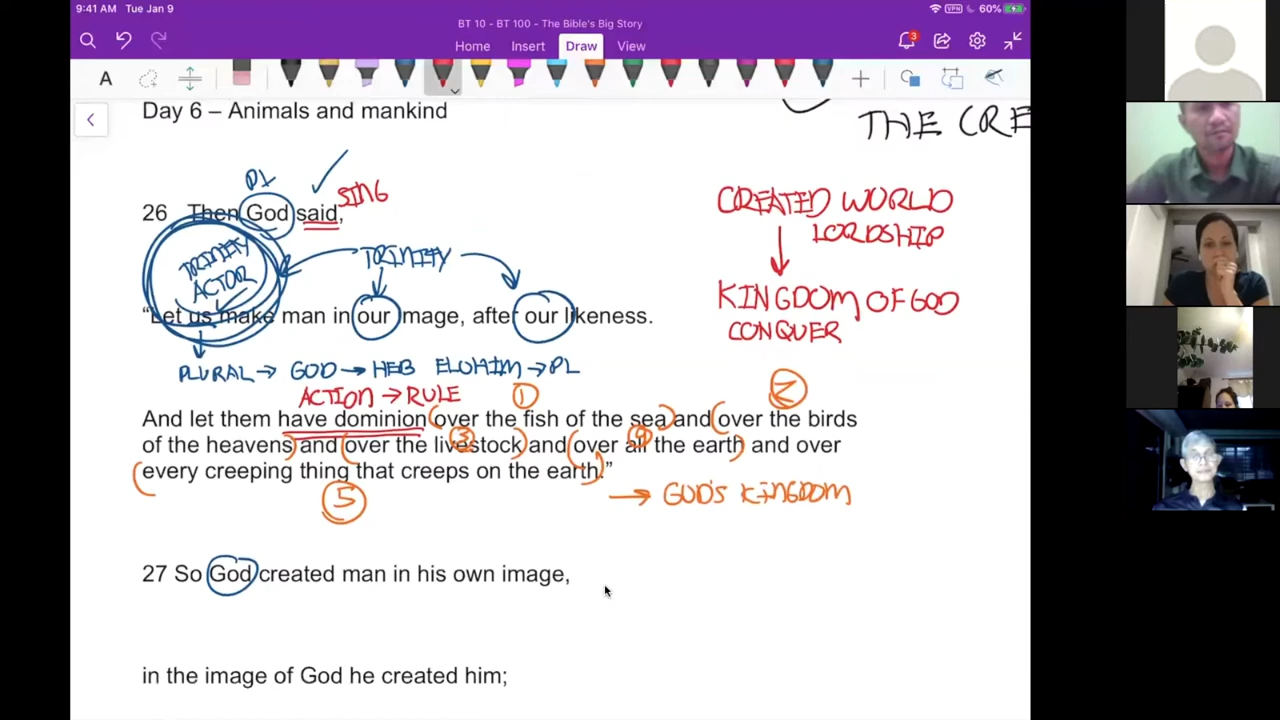 9:41 AM Tue Jan 9
VPN 60%
BT 10 - BT 100 - The Bible's Big Story
Home Insert Draw View
3
A
Day 6 – Animals and mankind
THE CRE
PL
SING
26 Then God said,
TRINITY
ACTOR
TRINITY
"Let us make man in our image, after our likeness.
PLURAL → GOD → HEB ELOHIM → PL
ACTION → RULE
1
2
And let them have dominion over the fish of the sea and over the birds
of the heavens and over the livestock and over all the earth and over
3
4
every creeping thing that creeps on the earth."
5
→ GOD'S KINGDOM
CREATED WORLD
LORDSHIP
KINGDOM OF GOD
CONQUER
27 So God created man in his own image,
in the image of God he created him;